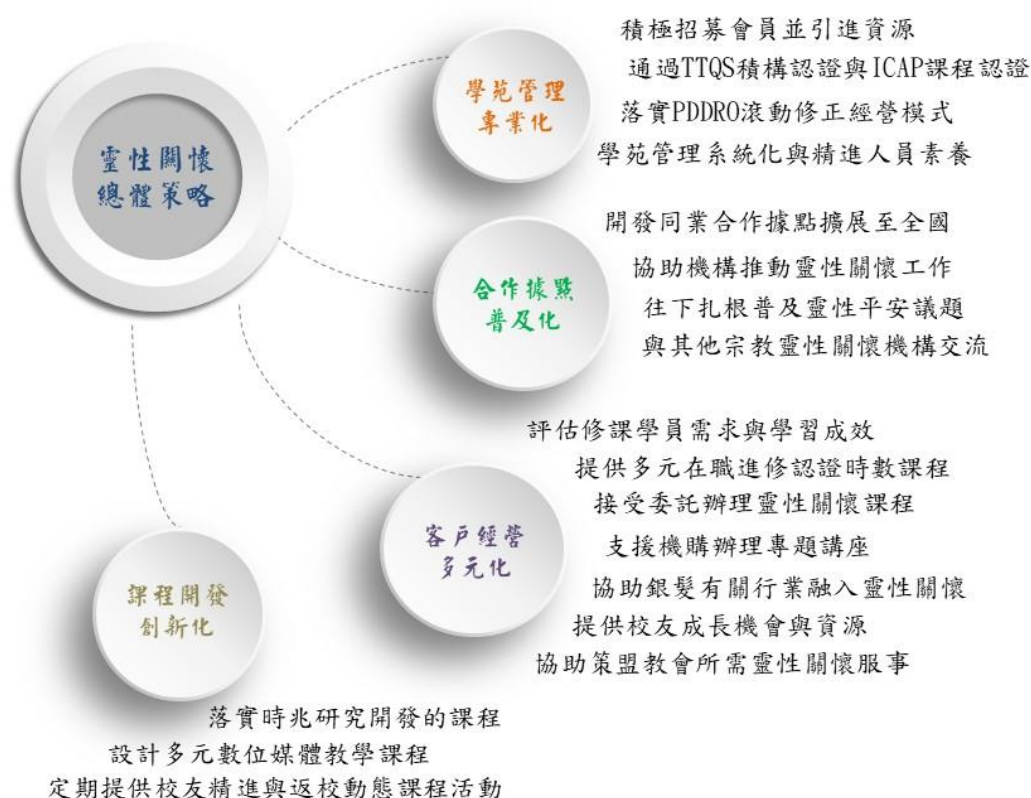 靈性關懷
總體策略
學苑管理
專業化
積極招募會員並引進資源
通過TTQS積構認證與ICAP課程認證
落實PDDRO滾動修正經營模式
學苑管理系統化與精進人員素養
合作據點
普及化
開發同業合作據點擴展至全國
協助機構推動靈性關懷工作
往下扎根普及靈性平安議題
與其他宗教靈性關懷機構交流
客戶經營
多元化
評估修課學員需求與學習成效
提供多元在職進修認證時數課程
接受委託辦理靈性關懷課程
支援機購辦理專題講座
協助銀髮有關行業融入靈性關懷
提供校友成長機會與資源
協助策盟教會所需靈性關懷服事
課程開發
創新化
落實時兆研究開發的課程
設計多元數位媒體教學課程
定期提供校友精進與返校動態課程活動